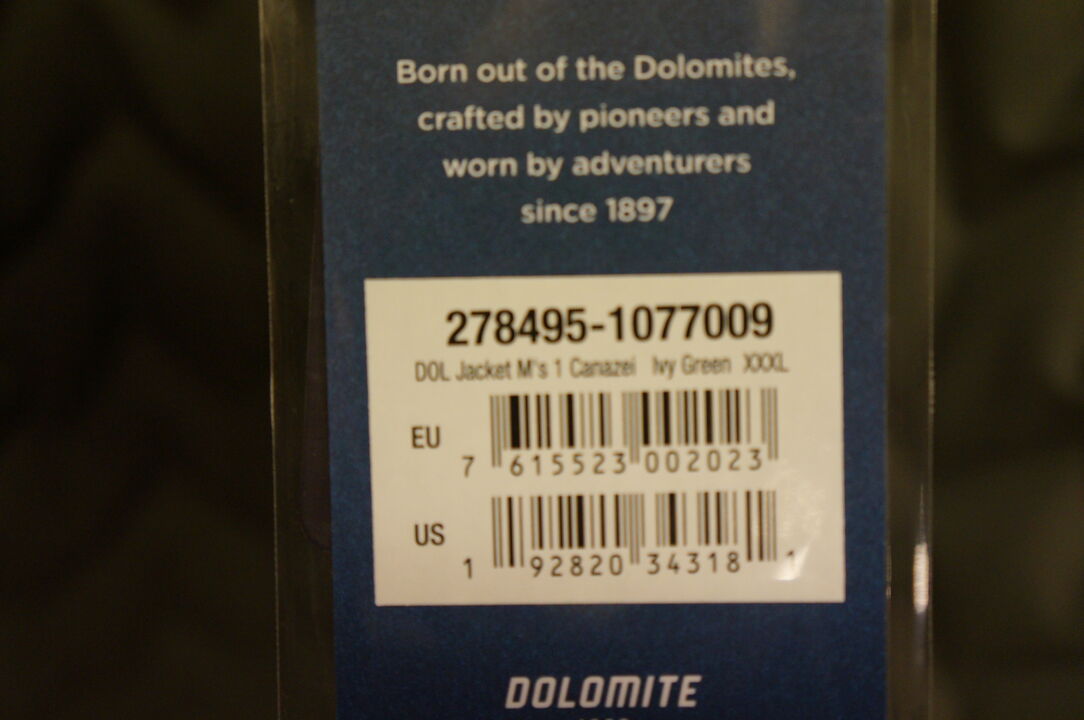 Born out of the Dolomites,
crafted by pioneers and
worn by adventurers
since 1897
278495-1077009
DOL Jacket M's 1 Canazei Ivy Green XXXL
EU
7 615523 002023
US
1 92820 34318 1
DOLOMITE